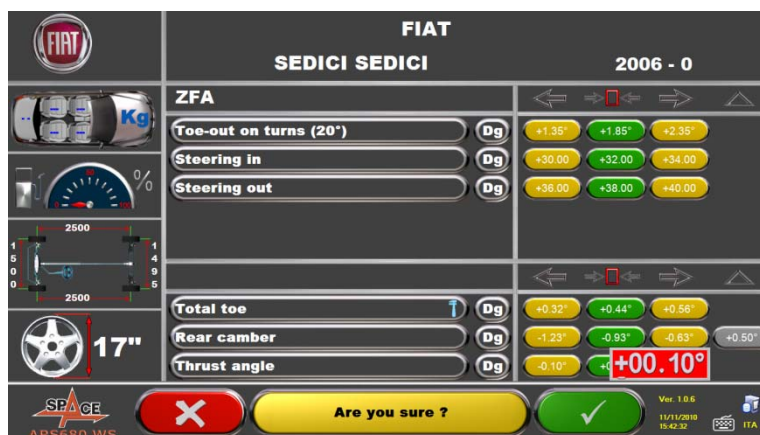 FIAT
FIAT
SEDICI SEDICI
2006 - 0
Kg
ZFA
Toe-out on turns (20°) Dg +1.35° +1.85° +2.35°
Steering in Dg +30.00 +32.00 +34.00
Steering out Dg +36.00 +38.00 +40.00
%
2500
1500
1495
2500
Total toe Dg +0.32° +0.44° +0.56°
Rear camber Dg -1.23° -0.93° -0.63° +0.50°
Thrust angle Dg -0.10° +00.10°
17"
SPACE
ARS680 WS
Are you sure ?
Ver. 1.0.6
11/11/2010
15:42:32
ITA